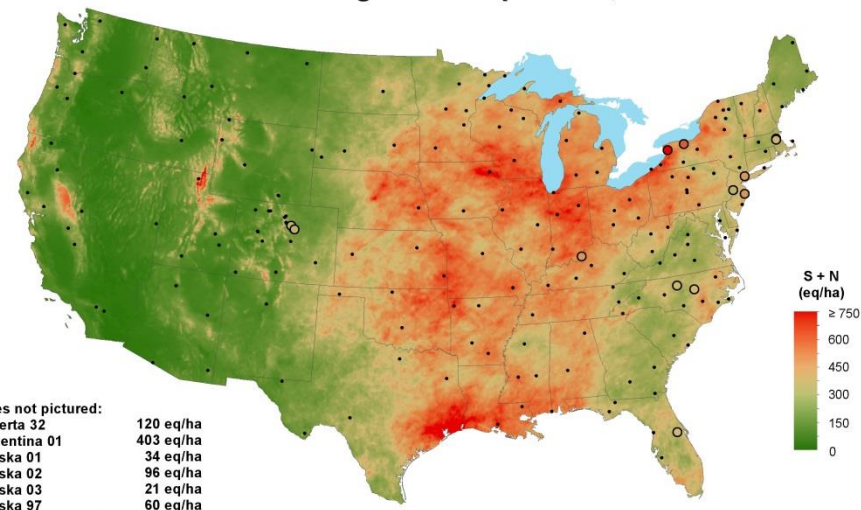 S + N
(eq/ha)
≥ 750
600
450
300
150
0
es not pictured:
erta 32 120 eq/ha
entina 01 403 eq/ha
ska 01 34 eq/ha
ska 02 96 eq/ha
ska 03 21 eq/ha
ska 97 60 eq/ha